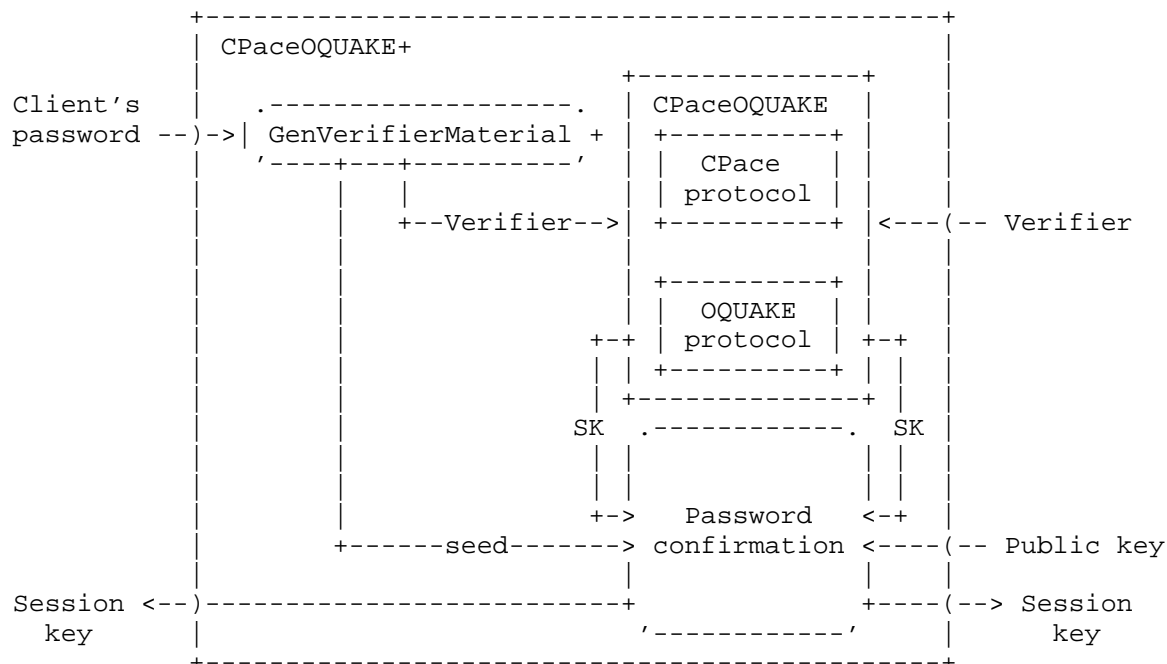 CPaceOQUAKE+
Client's CPaceOQUAKE
password GenVerifierMaterial
CPace
protocol
Verifier Verifier
OQUAKE
protocol
SK SK
Password
seed confirmation Public key
Session Session
key key